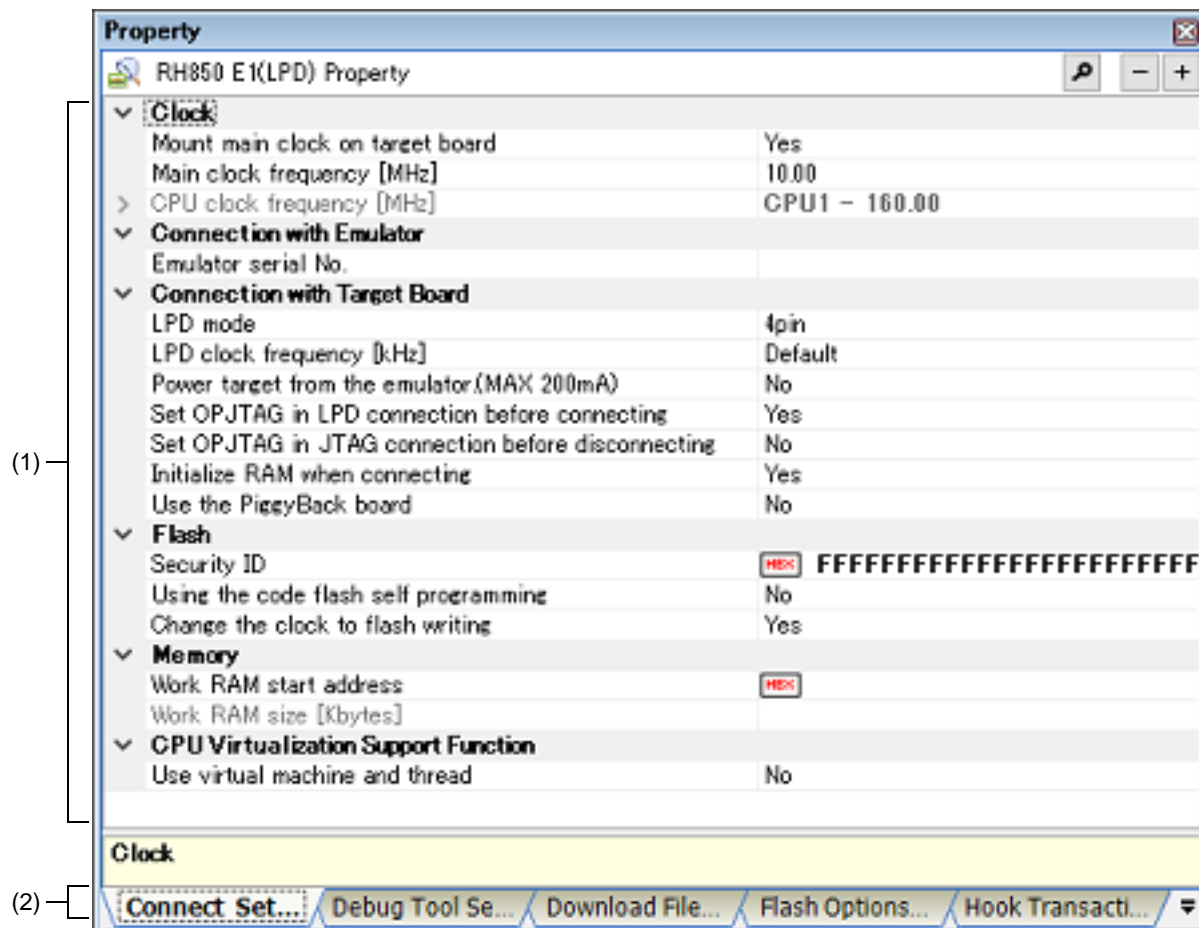 Property
RH850 E1(LPD) Property
(1)
Clock
Mount main clock on target board Yes
Main clock frequency [MHz] 10.00
CPU clock frequency [MHz] CPU1 - 160.00
Connection with Emulator
Emulator serial No.
Connection with Target Board
LPD mode 4pin
LPD clock frequency [kHz] Default
Power target from the emulator.(MAX 200mA) No
Set OPJTAG in LPD connection before connecting Yes
Set OPJTAG in JTAG connection before disconnecting No
Initialize RAM when connecting Yes
Use the PiggyBack board No
Flash
Security ID HEX FFFFFFFFFFFFFFFFFFFFFFFF
Using the code flash self programming No
Change the clock to flash writing Yes
Memory
Work RAM start address HEX
Work RAM size [Kbytes]
CPU Virtualization Support Function
Use virtual machine and thread No
Clock
(2)
Connect Set... Debug Tool Se... Download File... Flash Options... Hook Transacti...